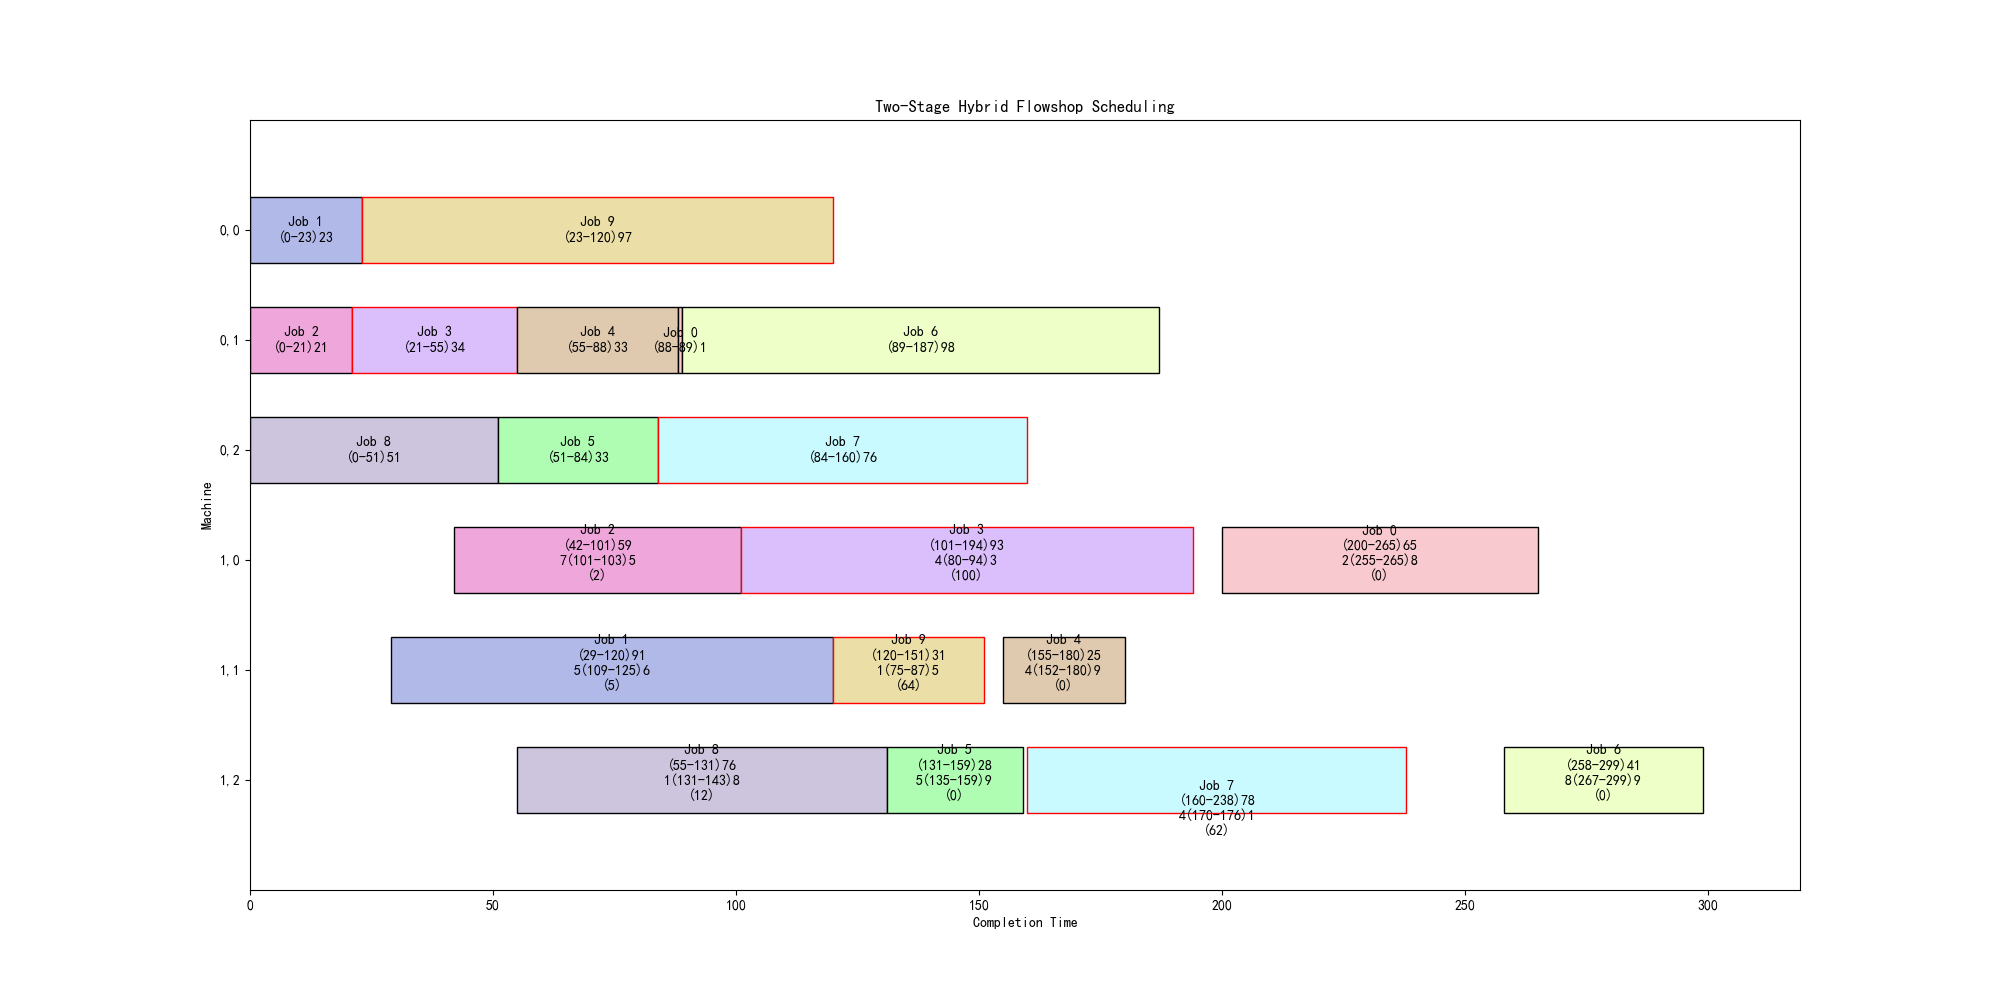 Two-Stage Hybrid Flowshop Scheduling
0,0
Job 1
(0-23)23
Job 9
(23-120)97
0,1
Job 2
(0-21)21
Job 3
(21-55)34
Job 4
(55-88)33
Job 0
(88-89)1
Job 6
(89-187)98
0,2
Job 8
(0-51)51
Job 5
(51-84)33
Job 7
(84-160)76
Machine
1,0
Job 2
(42-101)59
7(101-103)5
(2)
Job 3
(101-194)93
4(80-94)3
(100)
Job 0
(200-265)65
2(255-265)8
(0)
1,1
Job 1
(29-120)91
5(109-125)6
(5)
Job 9
(120-151)31
1(75-87)5
(64)
Job 4
(155-180)25
4(152-180)9
(0)
1,2
Job 8
(55-131)76
1(131-143)8
(12)
Job 5
(131-159)28
5(135-159)9
(0)
Job 7
(160-238)78
4(170-176)1
(62)
Job 6
(258-299)41
8(267-299)9
(0)
0
50
100
150
200
250
300
Completion Time